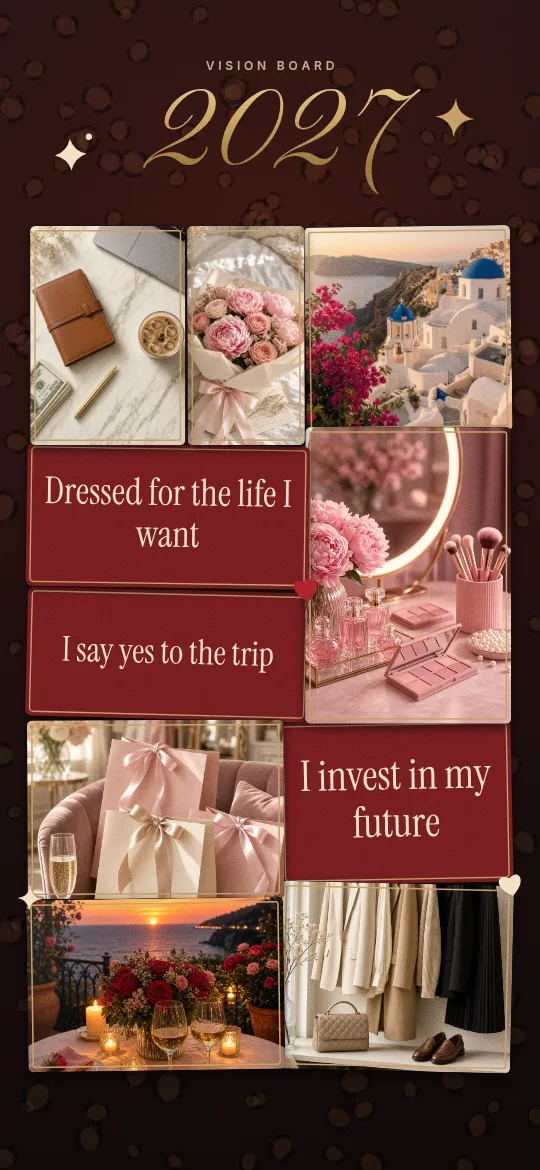 VISION BOARD
2027
Dressed for the life I
want
I say yes to the trip
I invest in my
future